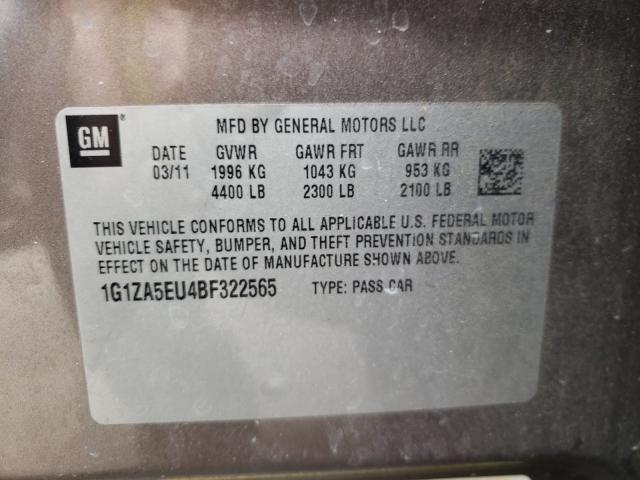 GM
®
MFD BY GENERAL MOTORS LLC
DATE GVWR GAWR FRT GAWR RR
03/11 1996 KG 1043 KG 953 KG
4400 LB 2300 LB 2100 LB
THIS VEHICLE CONFORMS TO ALL APPLICABLE U.S. FEDERAL MOTOR
VEHICLE SAFETY, BUMPER, AND THEFT PREVENTION STANDARDS IN
EFFECT ON THE DATE OF MANUFACTURE SHOWN ABOVE.
1G1ZA5EU4BF322565 TYPE: PASS CAR